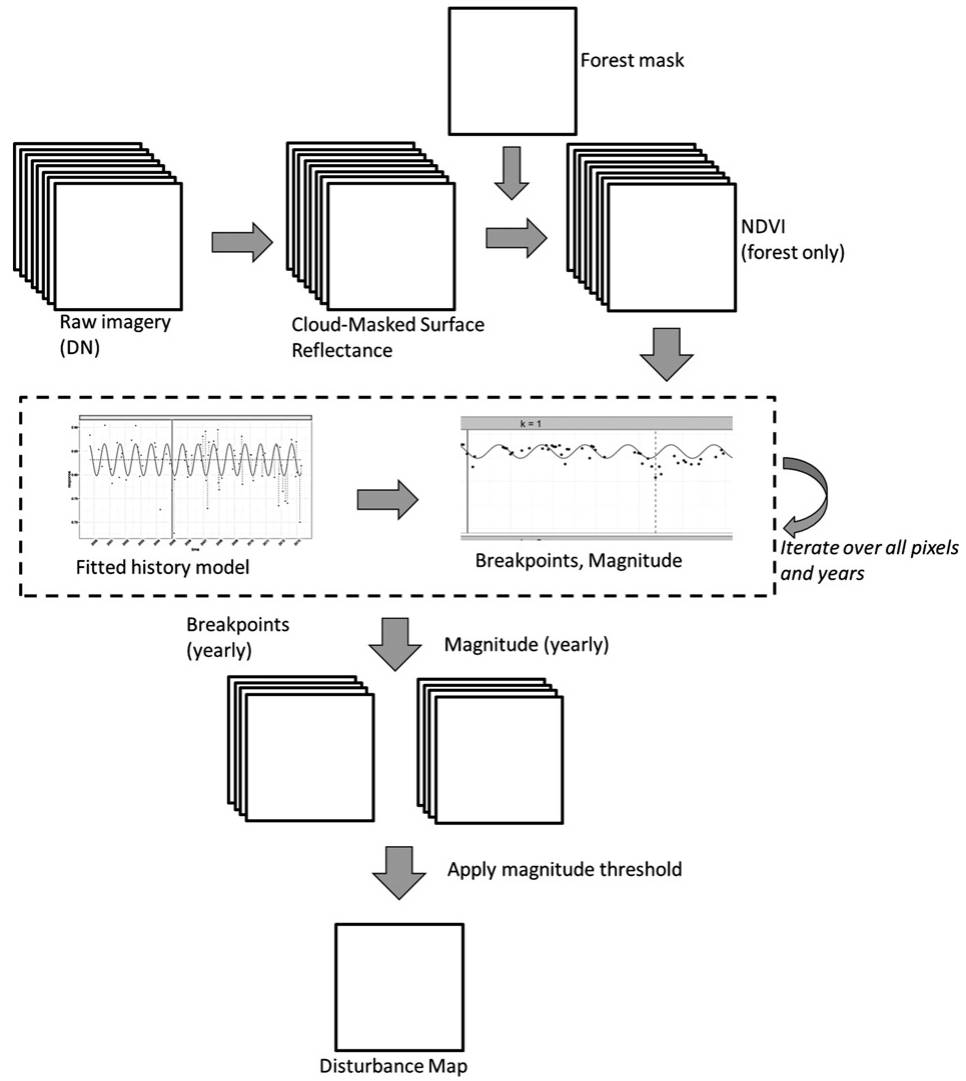 Forest mask
Raw imagery
(DN)
Cloud-Masked Surface
Reflectance
NDVI
(forest only)
k = 1
time
Fitted history model
Breakpoints, Magnitude
Iterate over all pixels
and years
Breakpoints
(yearly)
Magnitude (yearly)
Apply magnitude threshold
Disturbance Map